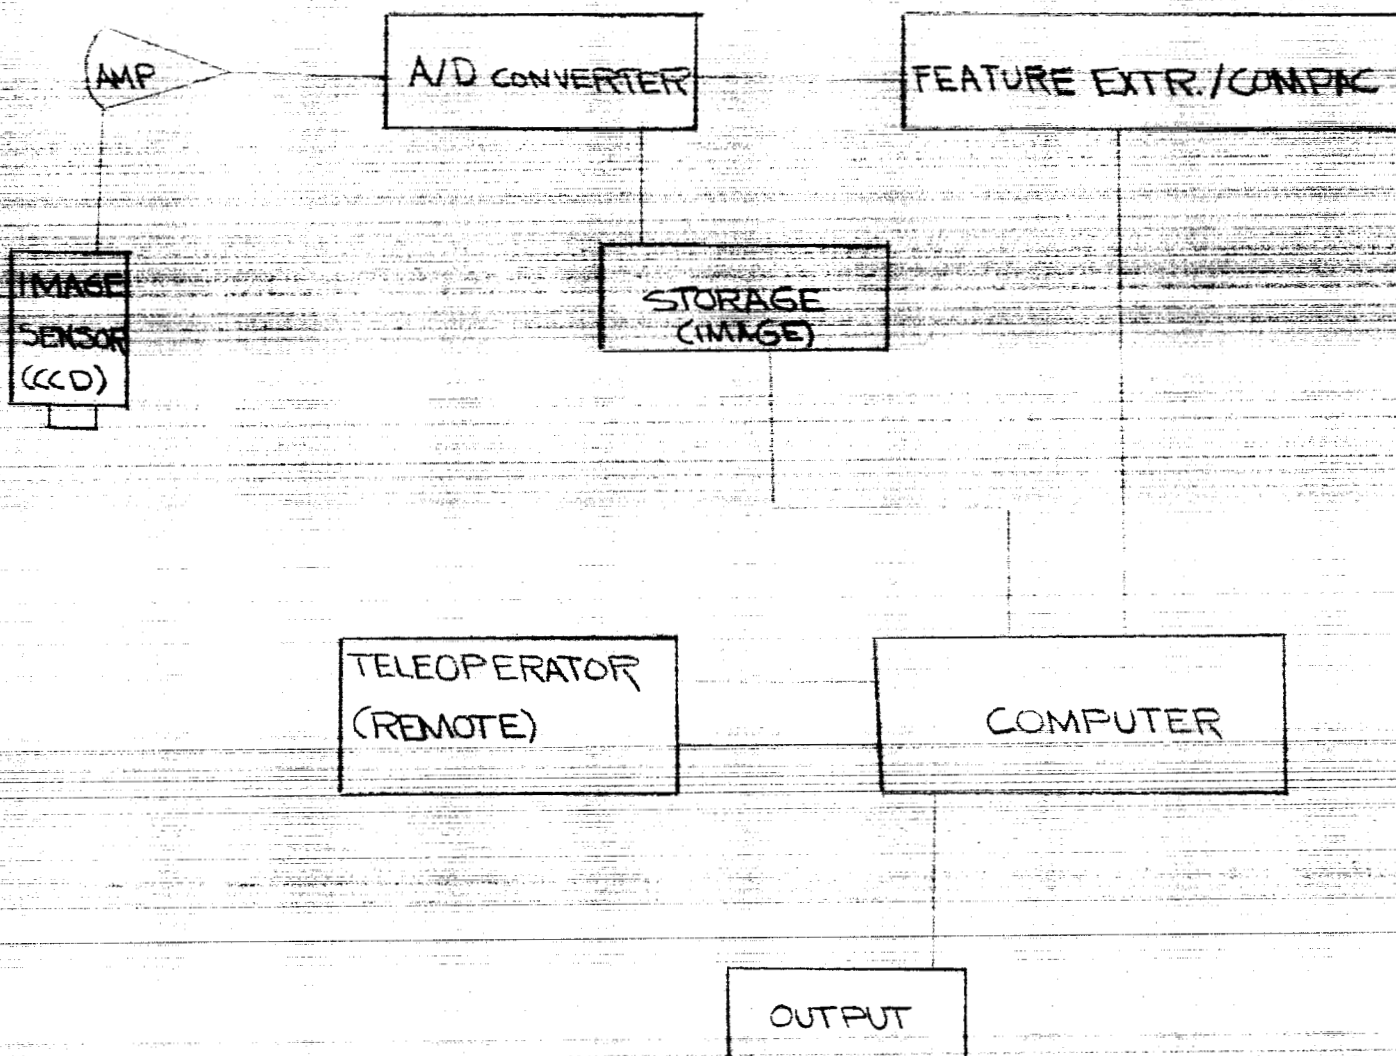 AMP
A/D CONVERTER
FEATURE EXTR./COMPAC
IMAGE
SENSOR
(CCD)
STORAGE
(IMAGE)
TELEOPERATOR
(REMOTE)
COMPUTER
OUTPUT